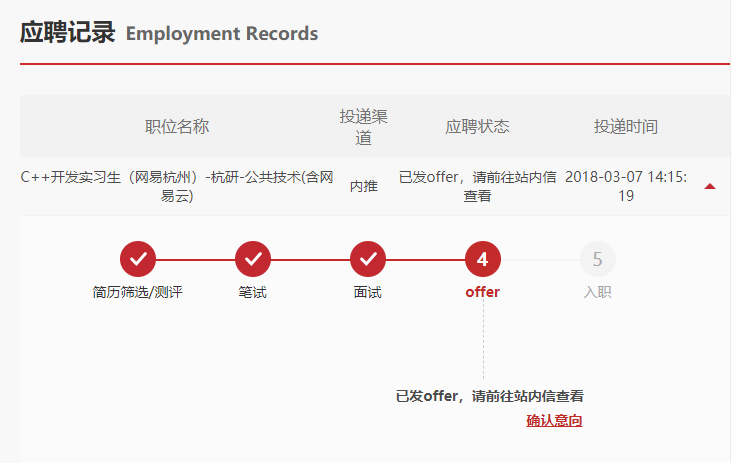 应聘记录 Employment Records
职位名称 投递渠道 应聘状态 投递时间
C++开发实习生（网易杭州）-杭研-公共技术(含网易云) 内推 已发offer，请前往站内信查看 2018-03-07 14:15:19
4 5
简历筛选/测评 笔试 面试 offer 入职
已发offer，请前往站内信查看
确认意向